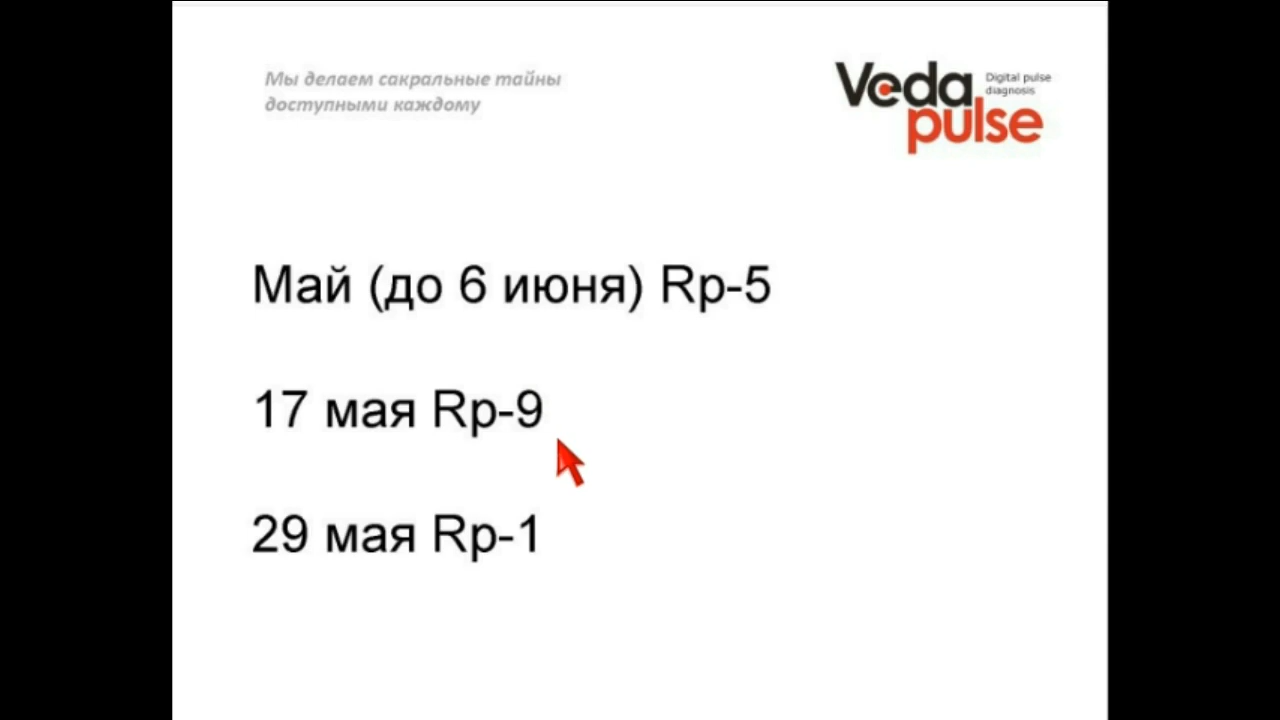 Мы делаем сакральные тайны
доступными каждому
Veda
pulse
Digital pulse
diagnosis
Май (до 6 июня) Rp-5
17 мая Rp-9
29 мая Rp-1